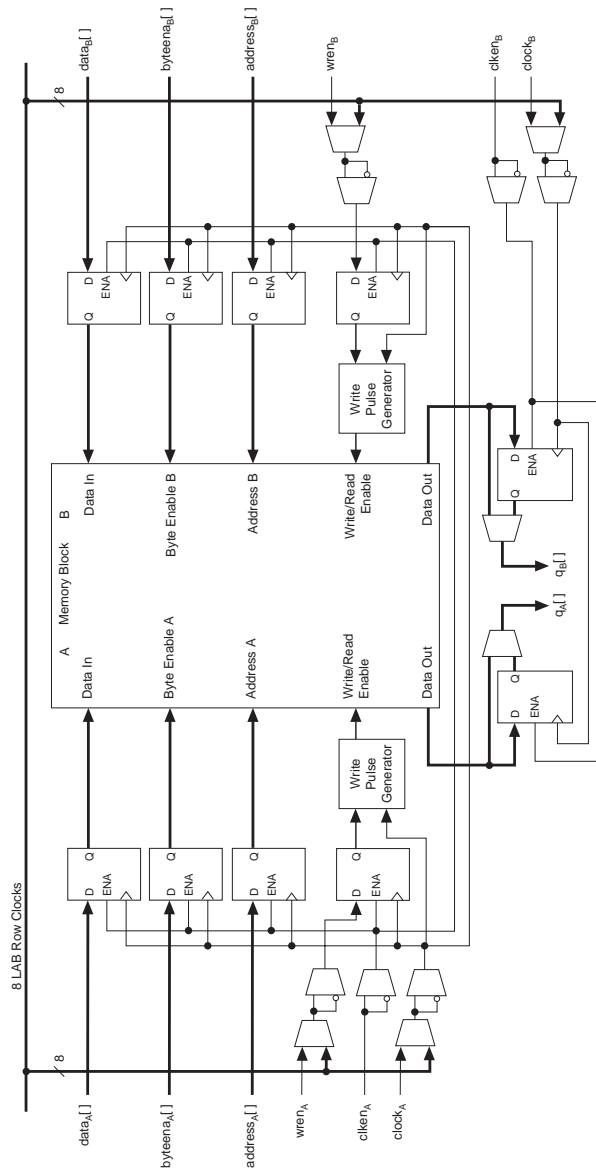 8 LAB Row Clocks
8
data_A[ ]
byteena_A[ ]
address_A[ ]
wren_A
clken_A
clock_A
D
Q
ENA
D
Q
ENA
D
Q
ENA
D
Q
ENA
Write
Pulse
Generator
A
Memory Block
B
Data In
Data In
Byte Enable A
Byte Enable B
Address A
Address B
Write/Read
Enable
Write/Read
Enable
Data Out
Data Out
Q
D
ENA
Q
D
ENA
Q
D
ENA
Q
D
ENA
Write
Pulse
Generator
8
data_B[ ]
byteena_B[ ]
address_B[ ]
wren_B
clken_B
clock_B
D
Q
ENA
q_A[ ]
q_B[ ]
Q
D
ENA